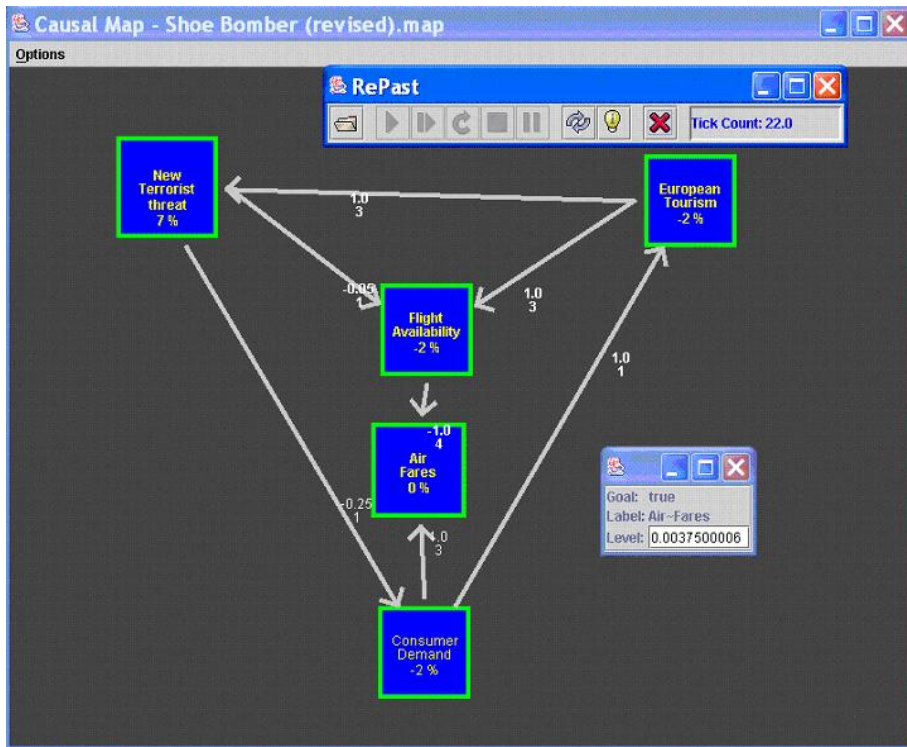 Causal Map - Shoe Bomber (revised).map
Options
RePast
Tick Count: 22.0
New
Terrorist
threat
7 %
1.0
3
European
Tourism
-2 %
-0.05
1
1.0
3
Flight
Availability
-2 %
1.0
1
-1.0
4
Air
Fares
0 %
Goal: true
Label: Air~Fares
Level: 0.0037500006
-0.25
1
1.0
3
Consumer
Demand
-2 %